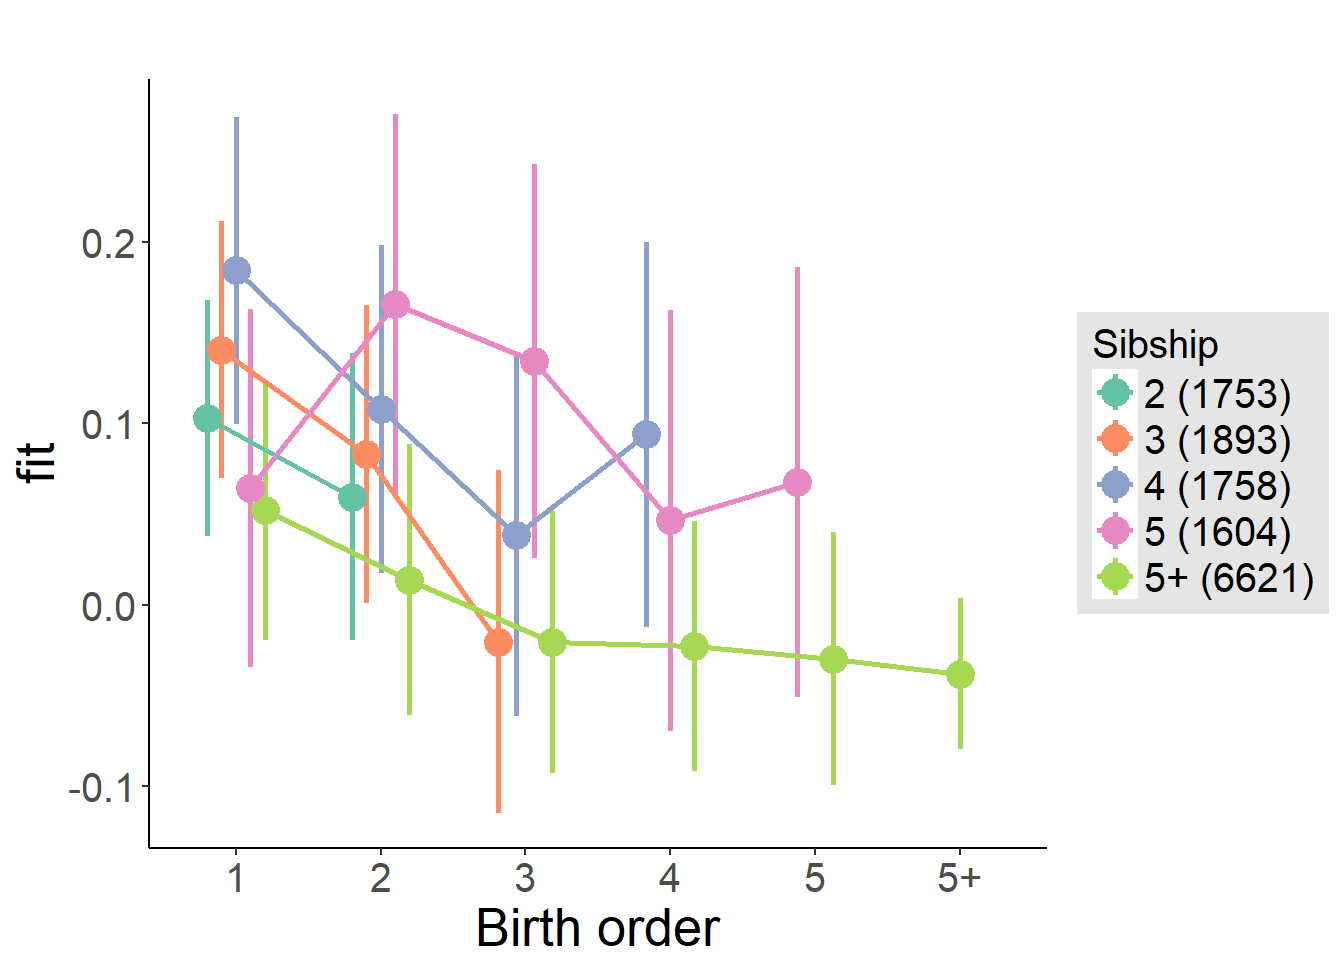 fit
0.2
0.1
0.0
-0.1
1 2 3 4 5 5+
Birth order
Sibship
2 (1753)
3 (1893)
4 (1758)
5 (1604)
5+ (6621)